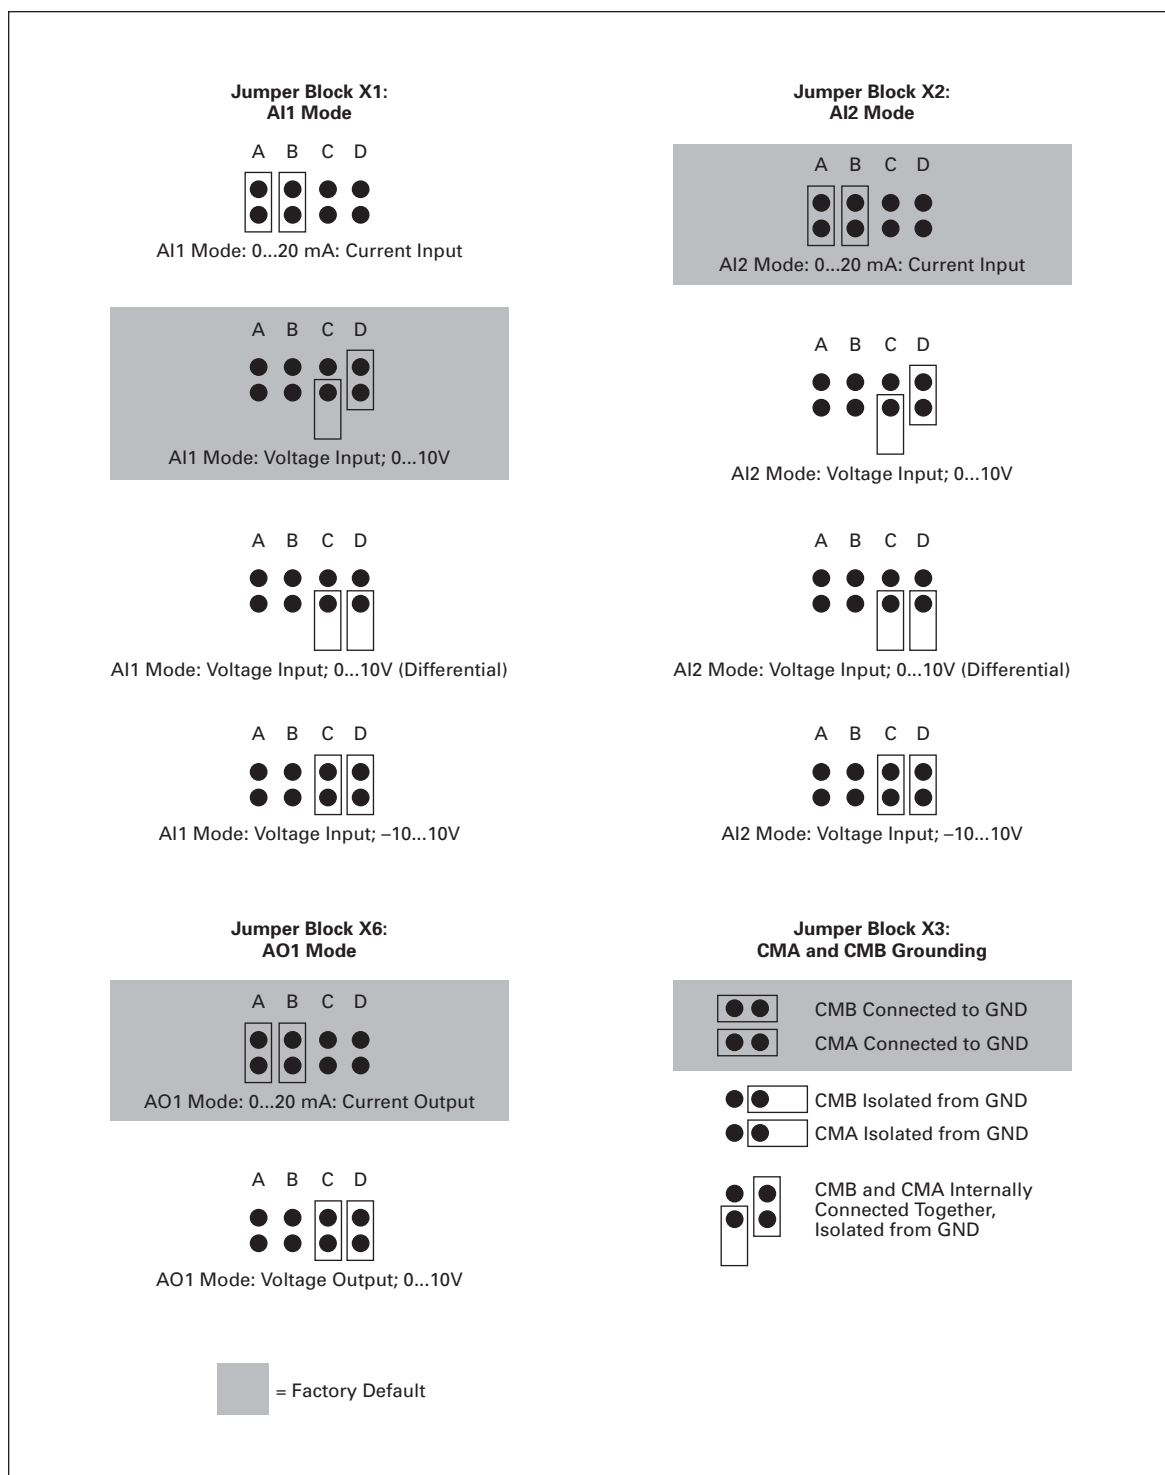 Jumper Block X1:
AI1 Mode
A B C D
AI1 Mode: 0...20 mA: Current Input
A B C D
AI1 Mode: Voltage Input; 0...10V
A B C D
AI1 Mode: Voltage Input; 0...10V (Differential)
A B C D
AI1 Mode: Voltage Input; –10...10V
Jumper Block X2:
AI2 Mode
A B C D
AI2 Mode: 0...20 mA: Current Input
A B C D
AI2 Mode: Voltage Input; 0...10V
A B C D
AI2 Mode: Voltage Input; 0...10V (Differential)
A B C D
AI2 Mode: Voltage Input; –10...10V
Jumper Block X6:
AO1 Mode
A B C D
AO1 Mode: 0...20 mA: Current Output
A B C D
AO1 Mode: Voltage Output; 0...10V
Jumper Block X3:
CMA and CMB Grounding
CMB Connected to GND
CMA Connected to GND
CMB Isolated from GND
CMA Isolated from GND
CMB and CMA Internally
Connected Together,
Isolated from GND
= Factory Default